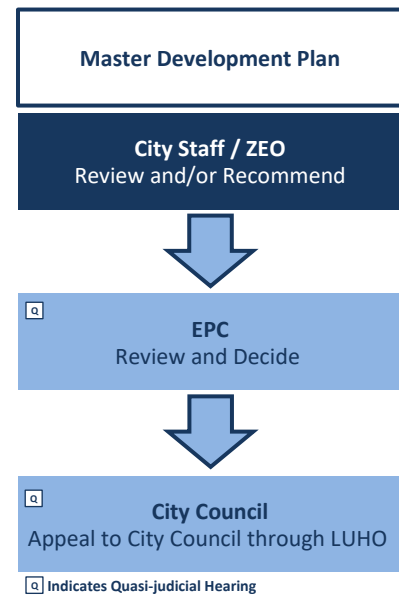 Master Development Plan
City Staff / ZEO
Review and/or Recommend
Q
EPC
Review and Decide
Q
City Council
Appeal to City Council through LUHO
Q Indicates Quasi-judicial Hearing